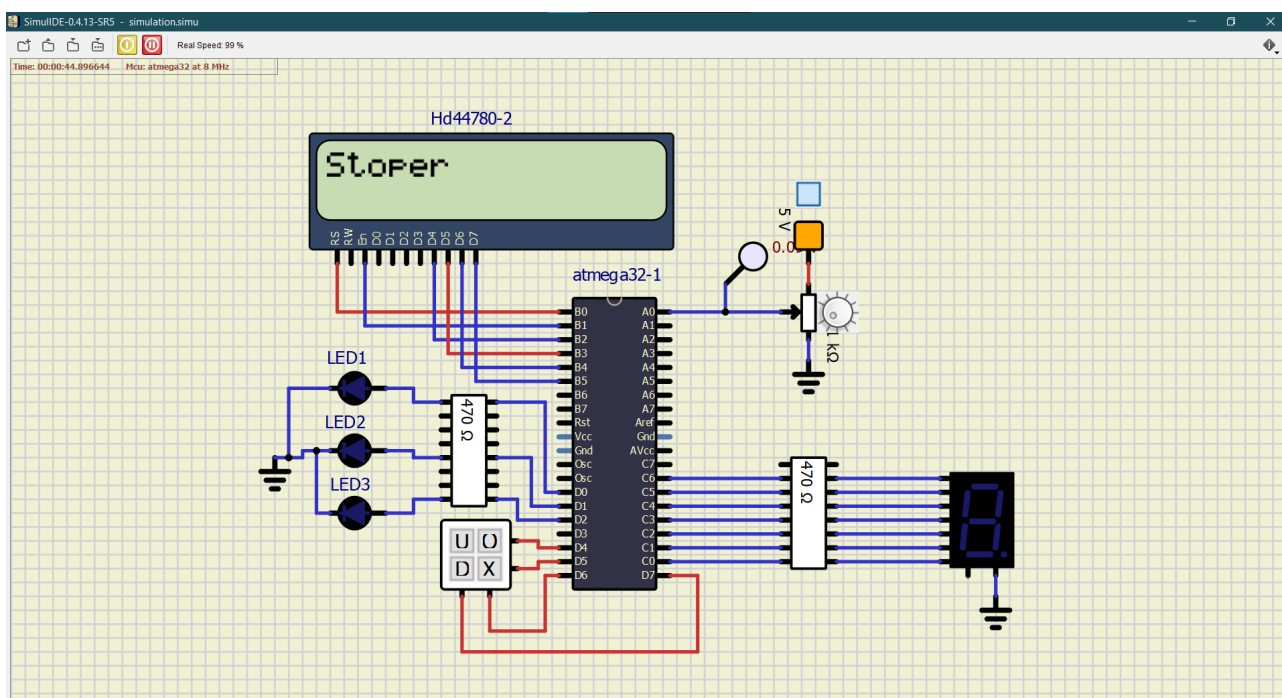 SimulIDE-0.4.13-SR5 - simulation.simu
Real Speed: 99 %
Time: 00:00:44.896644 Mcu: atmega32 at 8 MHz
Hd44780-2
Stoper
RS RW En D0 D1 D2 D3 D4 D5 D6 D7
5 V
0.0
atmega32-1
B0 A0
B1 A1
B2 A2
B3 A3
B4 A4
B5 A5
B6 A6
B7 A7
Rst Aref
Vcc Gnd
Gnd AVcc
Osc C7
Osc C6
D0 C5
D1 C4
D2 C3
D3 C2
D4 C1
D5 C0
D6 D7
1 kΩ
LED1
LED2
LED3
470 Ω
470 Ω
U O
D X